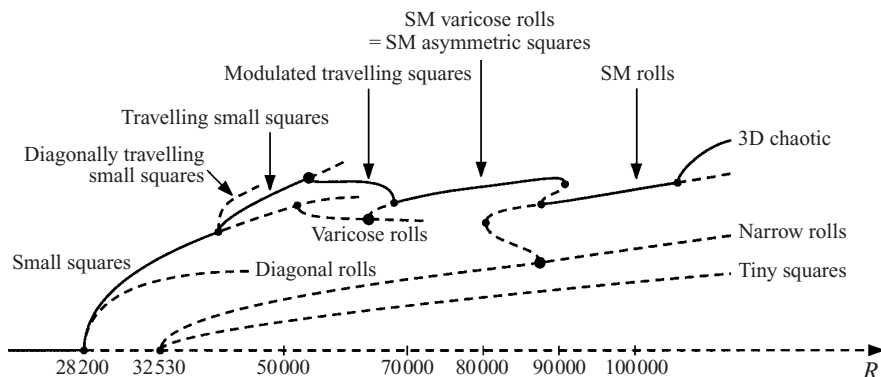 SM varicose rolls
= SM asymmetric squares
Modulated travelling squares
SM rolls
Travelling small squares
Diagonally travelling
small squares
3D chaotic
Varicose rolls
Narrow rolls
Small squares
Diagonal rolls
Tiny squares
28200 32530 50000 70000 80000 90000 100000 R